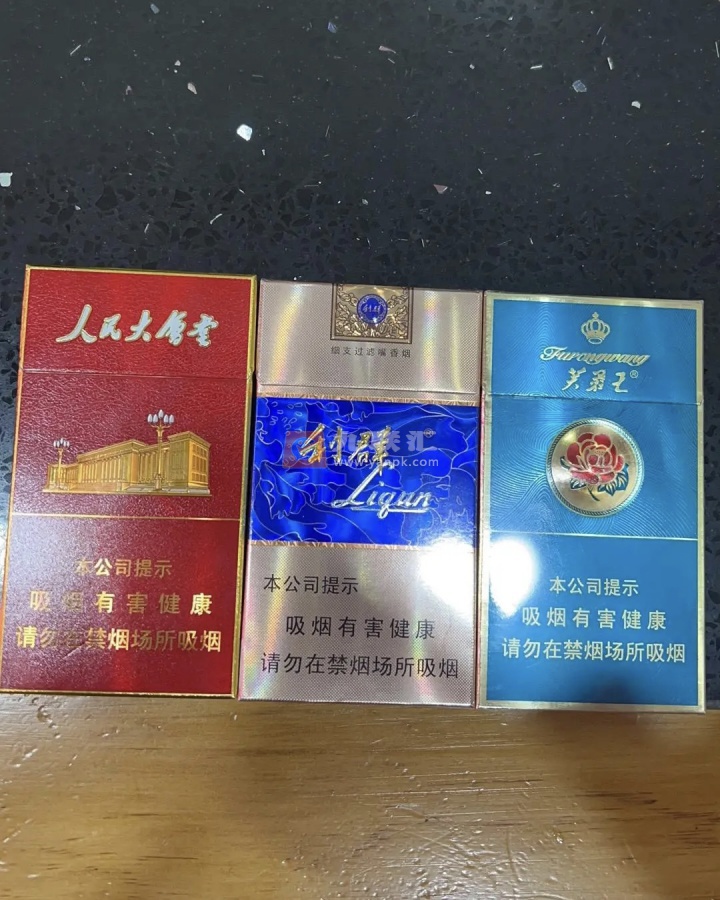 人民大會堂
本公司提示
吸烟有害健康
请勿在禁烟场所吸烟
利群
细支过滤嘴香烟
利群
Liqun
本公司提示
吸烟有害健康
请勿在禁烟场所吸烟
Furongwang
芙蓉王®
本公司提示
吸烟有害健康
请勿在禁烟场所吸烟